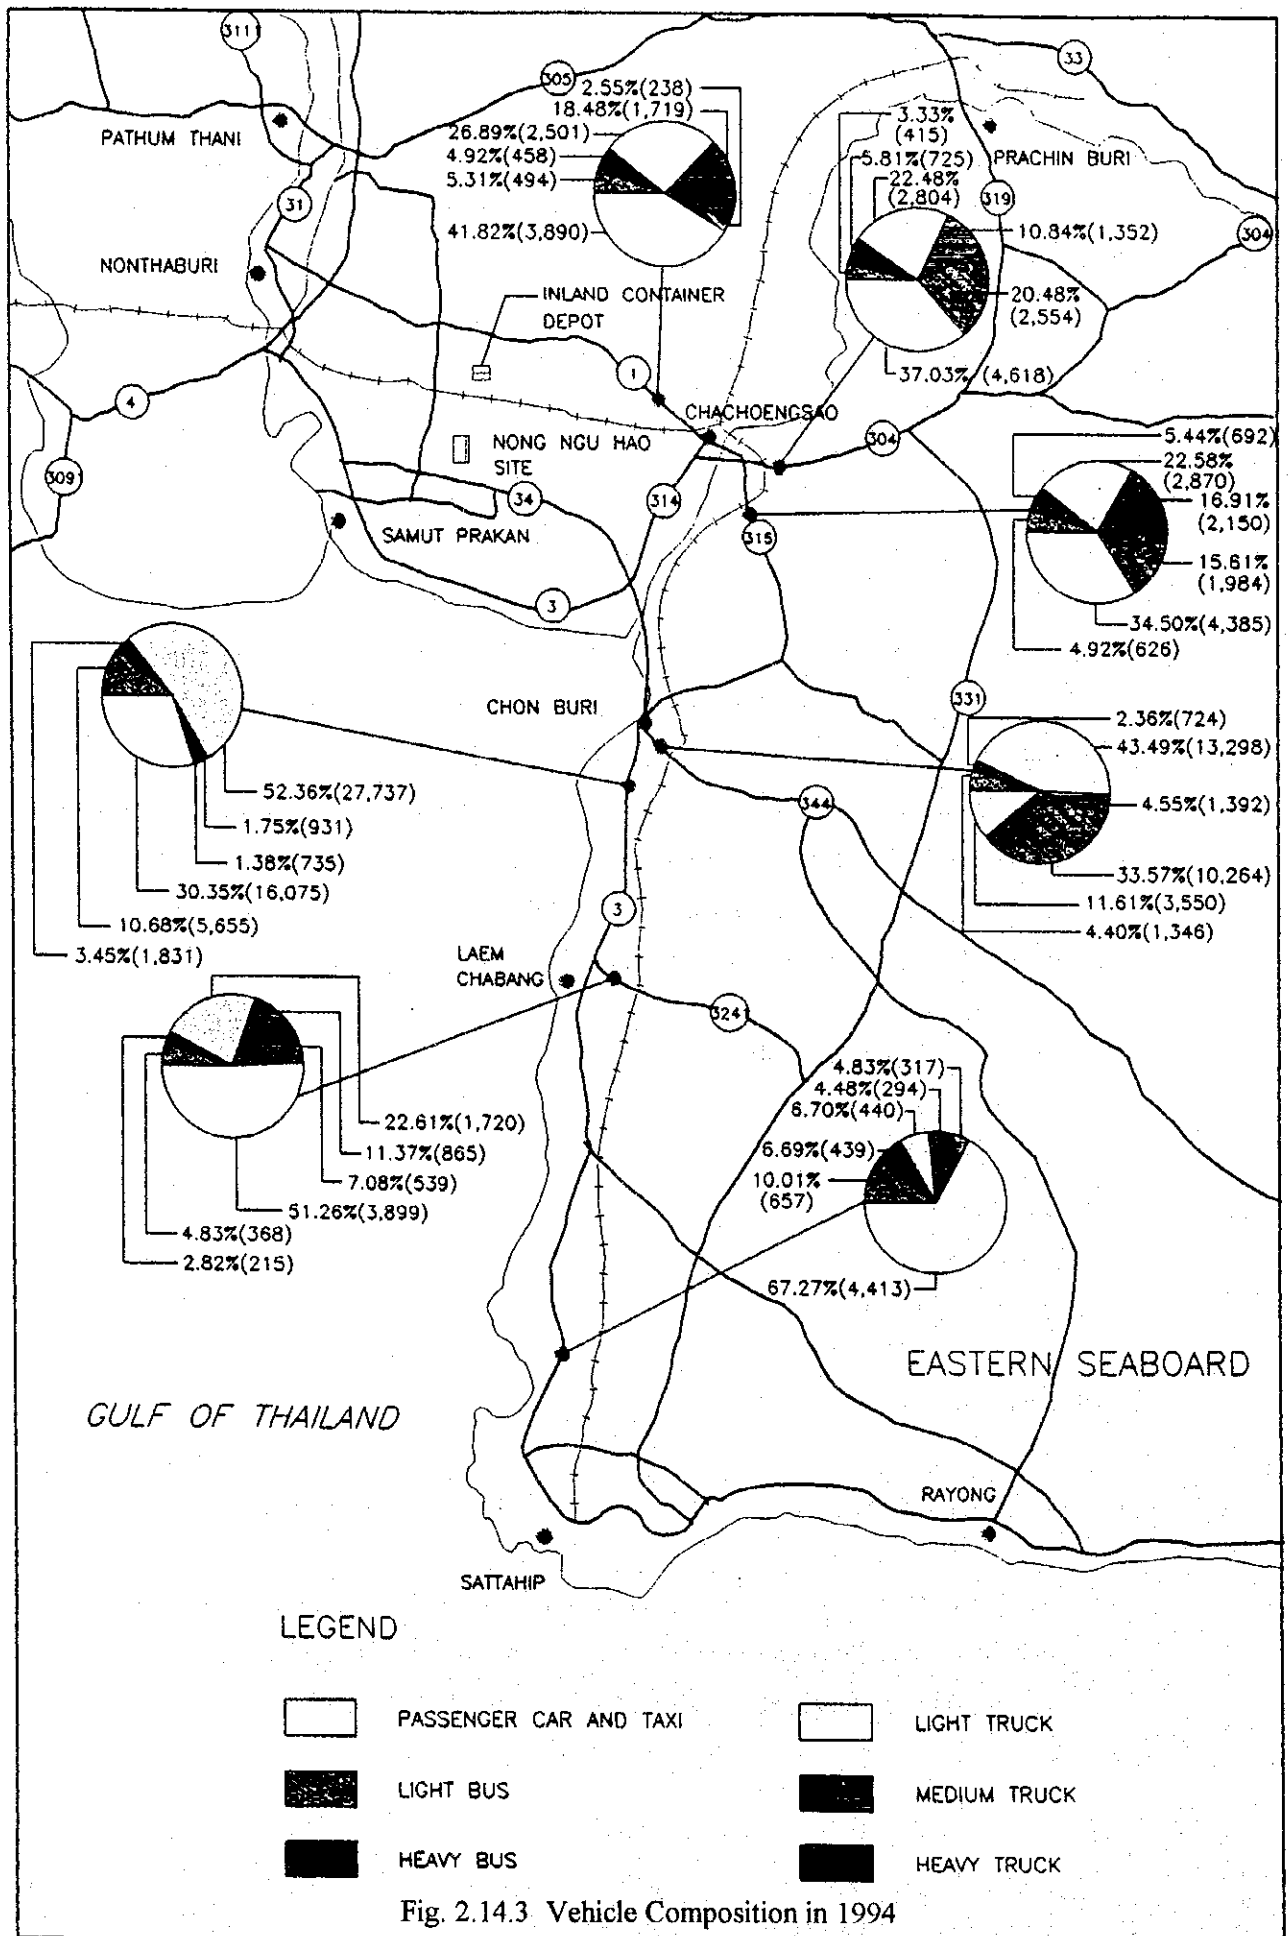 3111
33
305
2.55%(238)
18.48%(1,719)
26.89%(2,501)
4.92%(458)
5.31%(494)
41.82%(3,890)
3.33%
(415)
5.81%(725)
22.48%
(2,804)
10.84%(1,352)
20.48%
(2,554)
37.03% (4,618)
PATHUM THANI
PRACHIN BURI
31
319
304
NONTHABURI
INLAND CONTAINER
DEPOT
1
4
CHACHOENGSAO
304
NONG NGU HAO
SITE
309
34
314
315
SAMUT PRAKAN
3
5.44%(692)
22.58%
(2,870)
16.91%
(2,150)
15.61%
(1,984)
34.50%(4,385)
4.92%(626)
CHON BURI
331
344
2.36%(724)
43.49%(13,298)
4.55%(1,392)
33.57%(10,264)
11.61%(3,550)
4.40%(1,346)
52.36%(27,737)
1.75%(931)
1.38%(735)
30.35%(16,075)
10.68%(5,655)
3.45%(1,831)
3
LAEM
CHABANG
3241
22.61%(1,720)
11.37%(865)
7.08%(539)
51.26%(3,899)
4.83%(368)
2.82%(215)
4.83%(317)
4.48%(294)
6.70%(440)
6.69%(439)
10.01%
(657)
67.27%(4,413)
EASTERN SEABOARD
GULF OF THAILAND
RAYONG
SATTAHIP
LEGEND
PASSENGER CAR AND TAXI
LIGHT TRUCK
LIGHT BUS
MEDIUM TRUCK
HEAVY BUS
HEAVY TRUCK
Fig. 2.14.3 Vehicle Composition in 1994